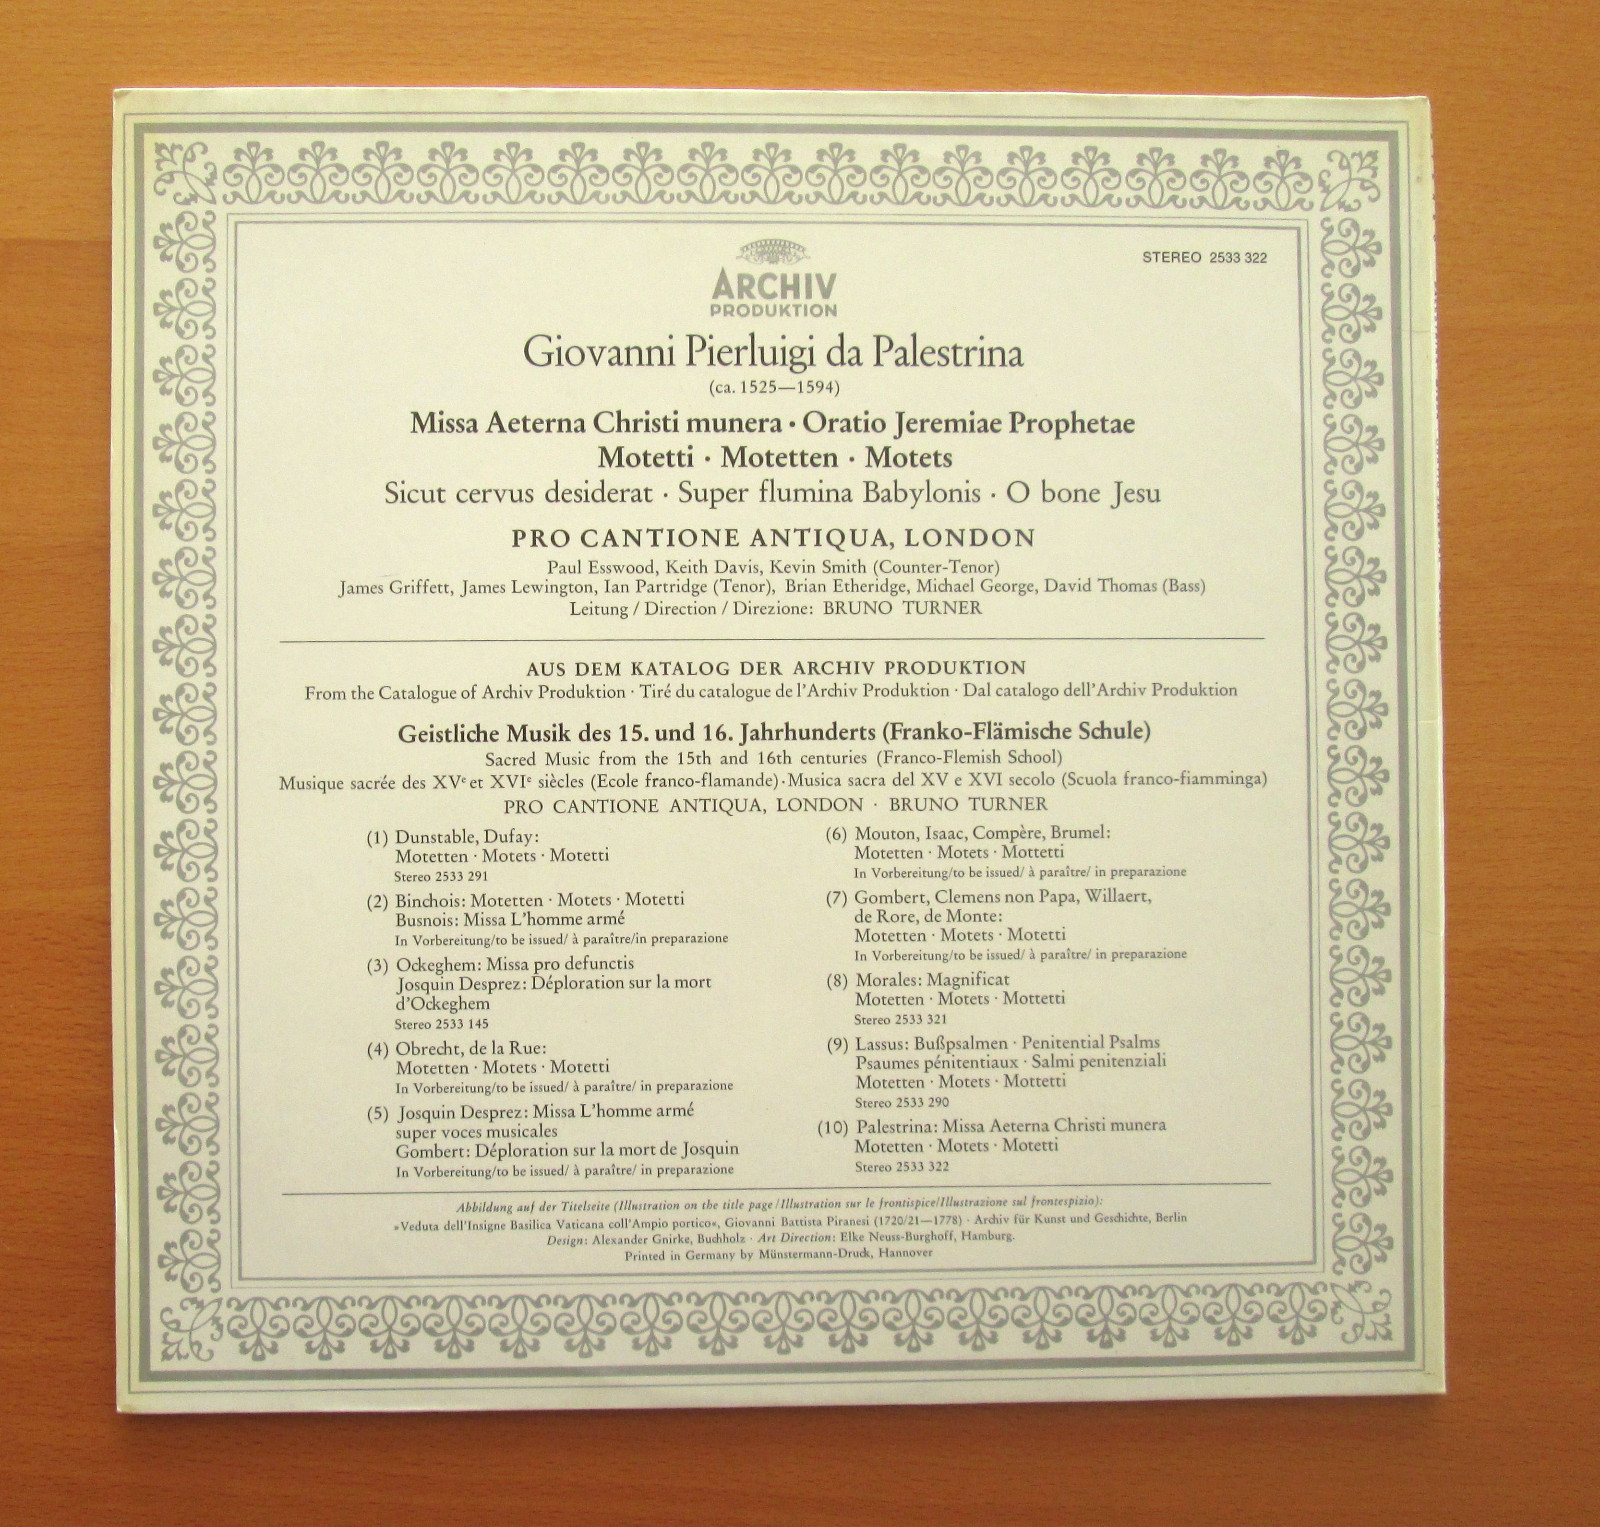 STEREO 2533 322
ARCHIV
PRODUKTION
Giovanni Pierluigi da Palestrina
(ca. 1525—1594)
Missa Aeterna Christi munera · Oratio Jeremiae Prophetae
Motetti · Motetten · Motets
Sicut cervus desiderat · Super flumina Babylonis · O bone Jesu
PRO CANTIONE ANTIQUA, LONDON
Paul Esswood, Keith Davis, Kevin Smith (Counter-Tenor)
James Griffett, James Lewington, Ian Partridge (Tenor), Brian Etheridge, Michael George, David Thomas (Bass)
Leitung / Direction / Direzione: BRUNO TURNER
AUS DEM KATALOG DER ARCHIV PRODUKTION
From the Catalogue of Archiv Produktion · Tiré du catalogue de l'Archiv Produktion · Dal catalogo dell'Archiv Produktion
Geistliche Musik des 15. und 16. Jahrhunderts (Franko-Flämische Schule)
Sacred Music from the 15th and 16th centuries (Franco-Flemish School)
Musique sacrée des XVe et XVIe siècles (Ecole franco-flamande) · Musica sacra del XV e XVI secolo (Scuola franco-fiamminga)
PRO CANTIONE ANTIQUA, LONDON · BRUNO TURNER
(1) Dunstable, Dufay:
Motetten · Motets · Motetti
Stereo 2533 291
(2) Binchois: Motetten · Motets · Motetti
Busnois: Missa L'homme armé
In Vorbereitung/to be issued/ à paraître/in preparazione
(3) Ockeghem: Missa pro defunctis
Josquin Desprez: Déploration sur la mort
d'Ockeghem
Stereo 2533 145
(4) Obrecht, de la Rue:
Motetten · Motets · Motetti
In Vorbereitung/to be issued/ à paraître/ in preparazione
(5) Josquin Desprez: Missa L'homme armé
super voces musicales
Gombert: Déploration sur la mort de Josquin
In Vorbereitung/to be issued/ à paraître/ in preparazione
(6) Mouton, Isaac, Compère, Brumel:
Motetten · Motets · Mottetti
In Vorbereitung/to be issued/ à paraître/ in preparazione
(7) Gombert, Clemens non Papa, Willaert,
de Rore, de Monte:
Motetten · Motets · Motetti
In Vorbereitung/to be issued/ à paraître/ in preparazione
(8) Morales: Magnificat
Motetten · Motets · Mottetti
Stereo 2533 321
(9) Lassus: Bußpsalmen · Penitential Psalms
Psaumes pénitentiaux · Salmi penitenziali
Motetten · Motets · Mottetti
Stereo 2533 290
(10) Palestrina: Missa Aeterna Christi munera
Motetten · Motets · Motetti
Stereo 2533 322
Abbildung auf der Titelseite (Illustration on the title page/Illustration sur le frontispice/Illustrazione sul frontespizio):
»Veduta dell'Insigne Basilica Vaticana coll'Ampio portico«, Giovanni Battista Piranesi (1720/21—1778) · Archiv für Kunst und Geschichte, Berlin
Design: Alexander Gnirke, Buchholz · Art Direction: Elke Neuss-Burghoff, Hamburg.
Printed in Germany by Münstermann-Druck, Hannover